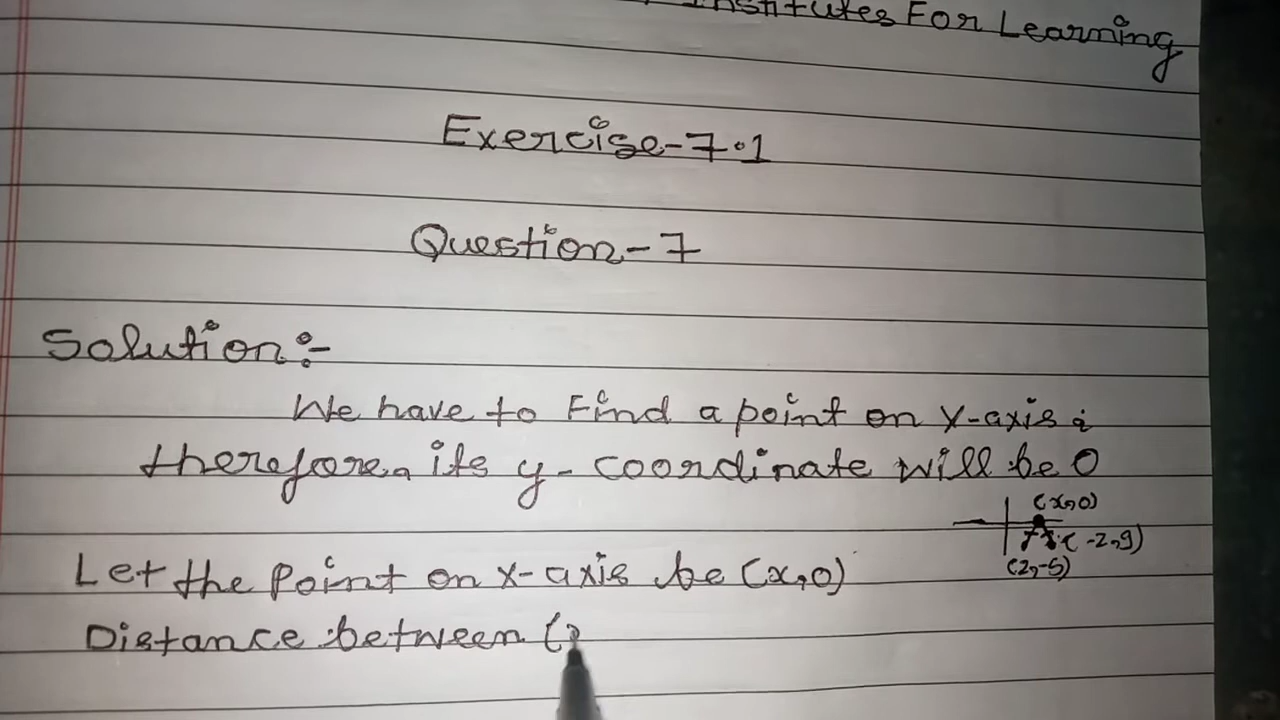 Institutes For Learning
Exercise-7.1
Question-7
Solution:-
We have to Find a point on X-axis ;
therefore, its y-coordinate will be 0
(x,0)
(-2,9)
(2,-5)
Let the Point on X-axis be (x,0)
Distance between (